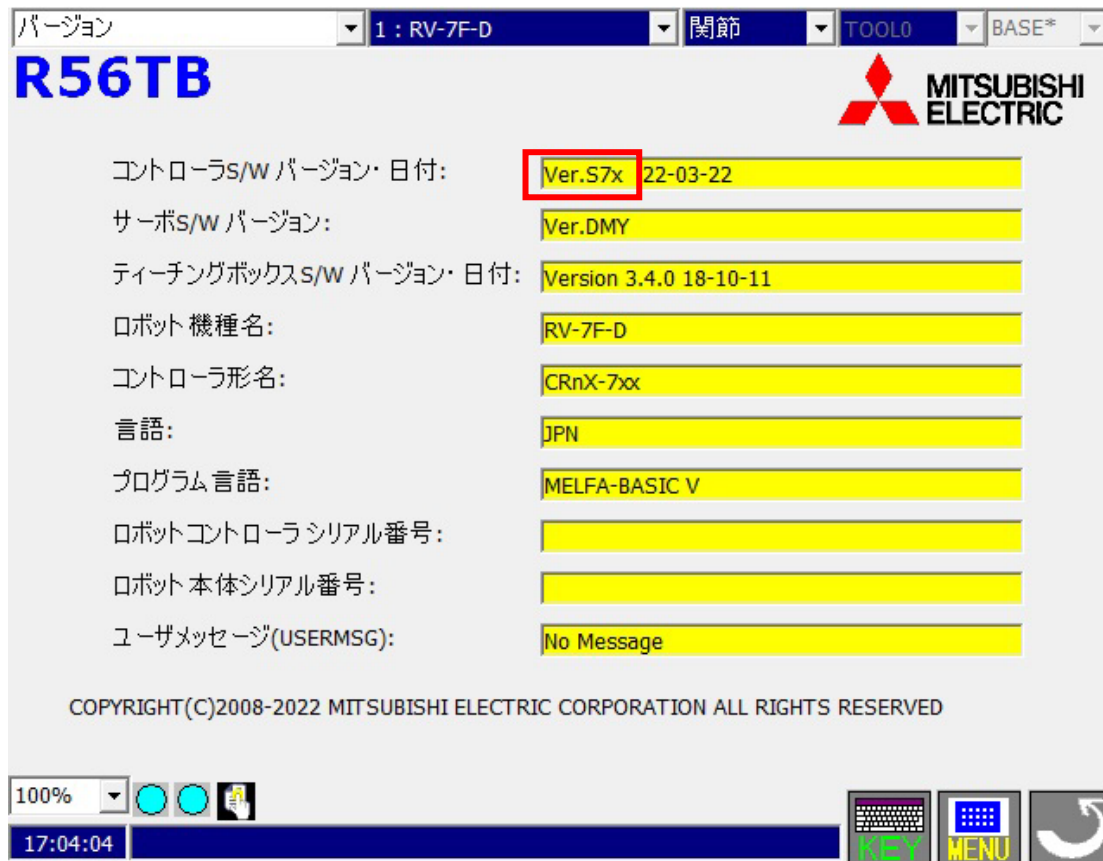 バージョン 1 : RV-7F-D 関節 TOOL0 BASE*
R56TB
MITSUBISHI
ELECTRIC
コントローラS/W バージョン・日付: Ver.S7x 22-03-22
サーボS/W バージョン: Ver.DMY
ティーチングボックスS/W バージョン・日付: Version 3.4.0 18-10-11
ロボット機種名: RV-7F-D
コントローラ形名: CRnX-7xx
言語: JPN
プログラム言語: MELFA-BASIC V
ロボットコントローラシリアル番号:
ロボット本体シリアル番号:
ユーザメッセージ(USERMSG): No Message
COPYRIGHT(C)2008-2022 MITSUBISHI ELECTRIC CORPORATION ALL RIGHTS RESERVED
100%
17:04:04 KEY MENU